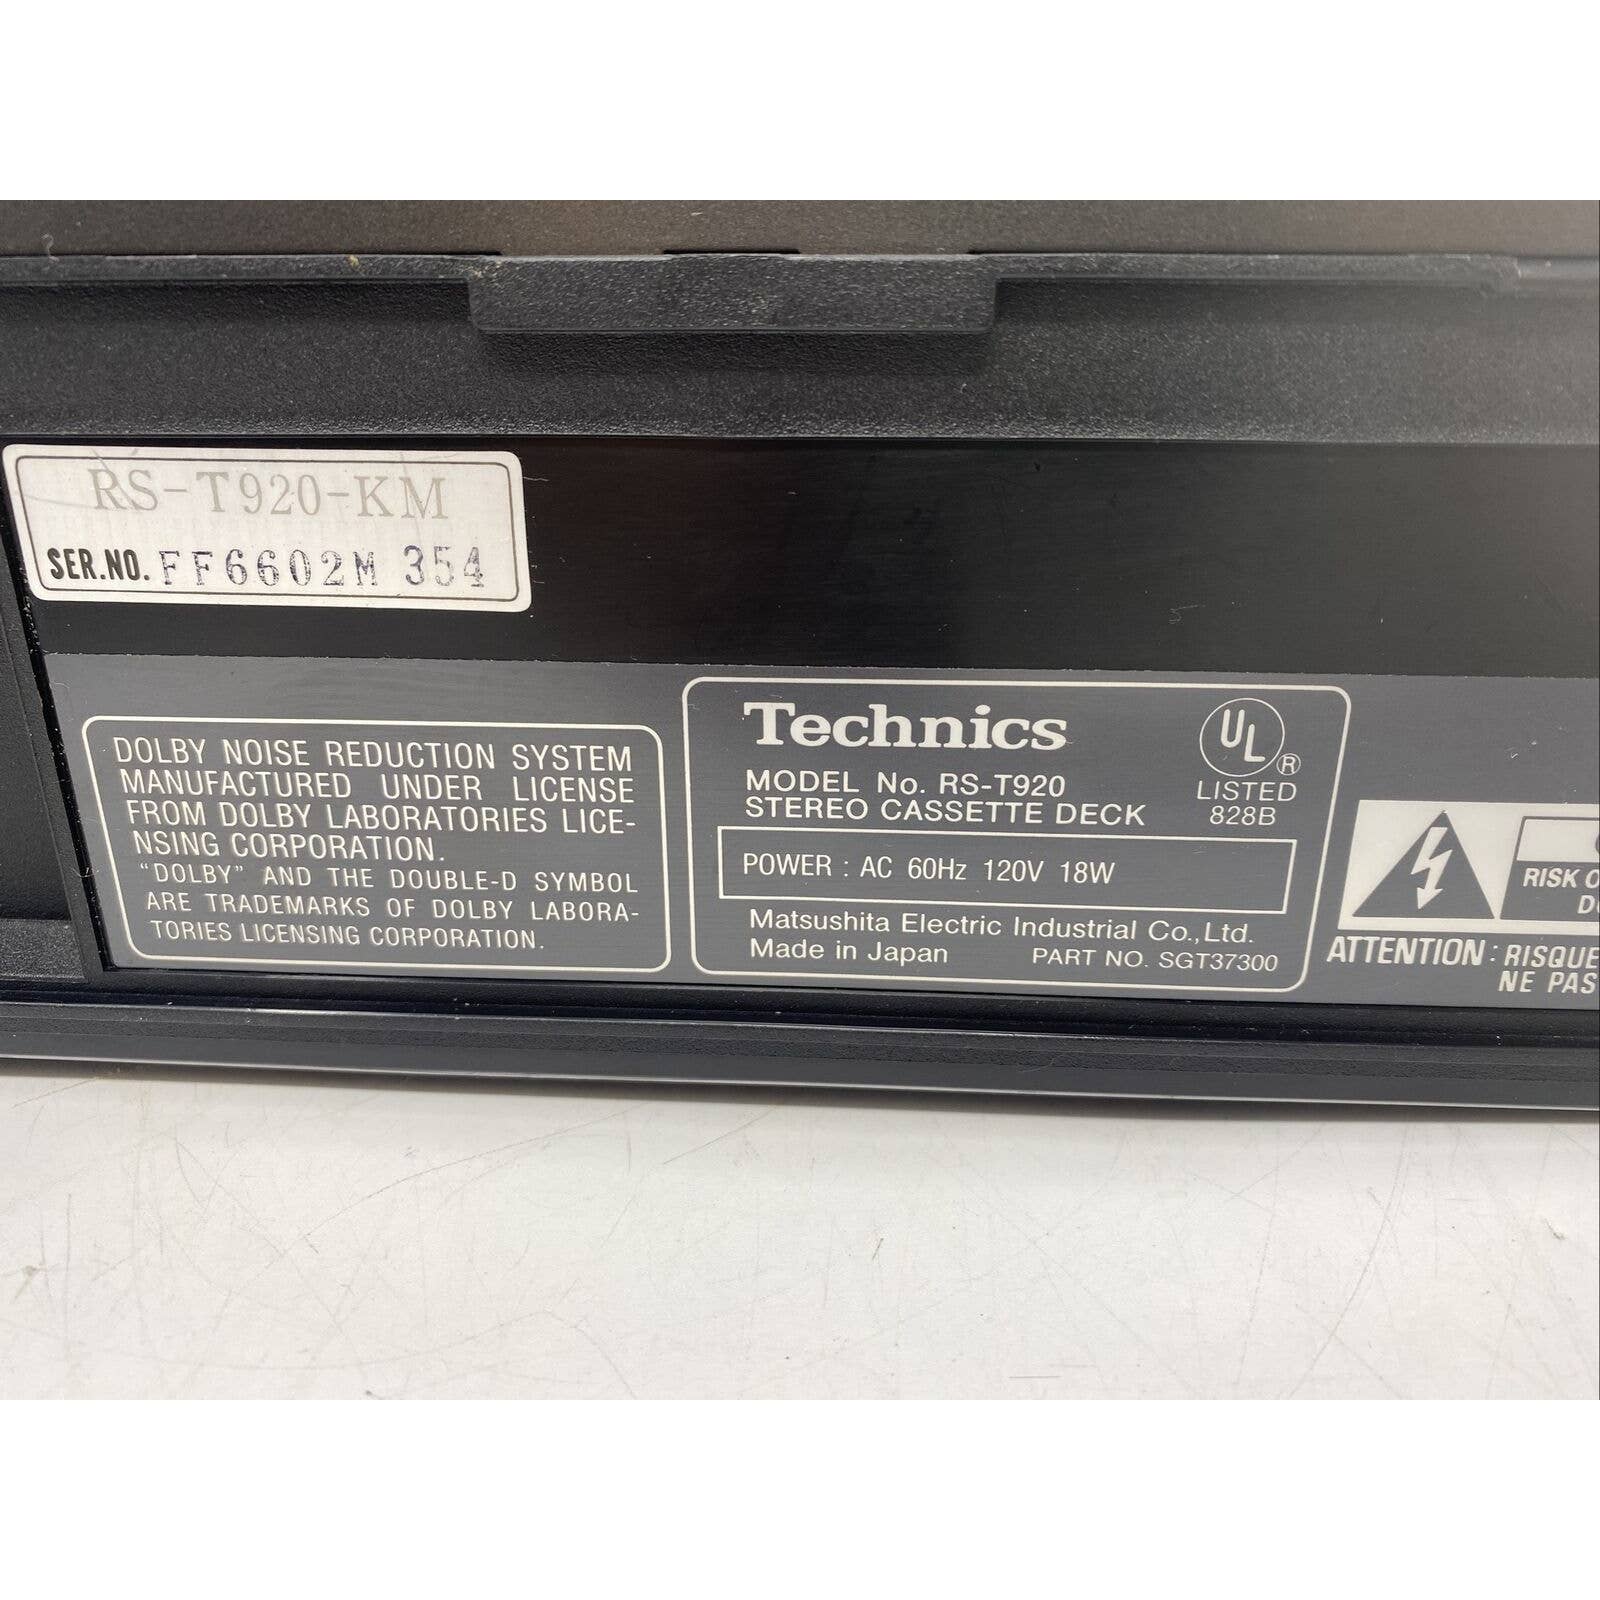 RS-T920-KM
SER.NO. FF6602M 354
DOLBY NOISE REDUCTION SYSTEM
MANUFACTURED UNDER LICENSE
FROM DOLBY LABORATORIES LICE-
NSING CORPORATION.
"DOLBY" AND THE DOUBLE-D SYMBOL
ARE TRADEMARKS OF DOLBY LABORA-
TORIES LICENSING CORPORATION.
Technics
MODEL No. RS-T920
STEREO CASSETTE DECK
UL®
LISTED
828B
POWER : AC 60Hz 120V 18W
Matsushita Electric Industrial Co.,Ltd.
Made in Japan PART NO. SGT37300
RISK
ATTENTION : RISQUE
NE PAS